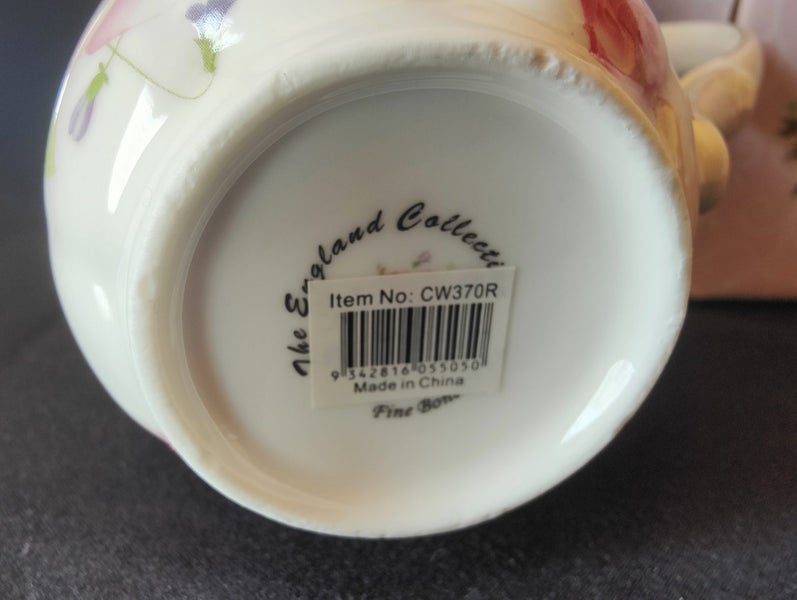 The England Collecti
Item No: CW370R
9 342816 055050
Made in China
Fine Bon